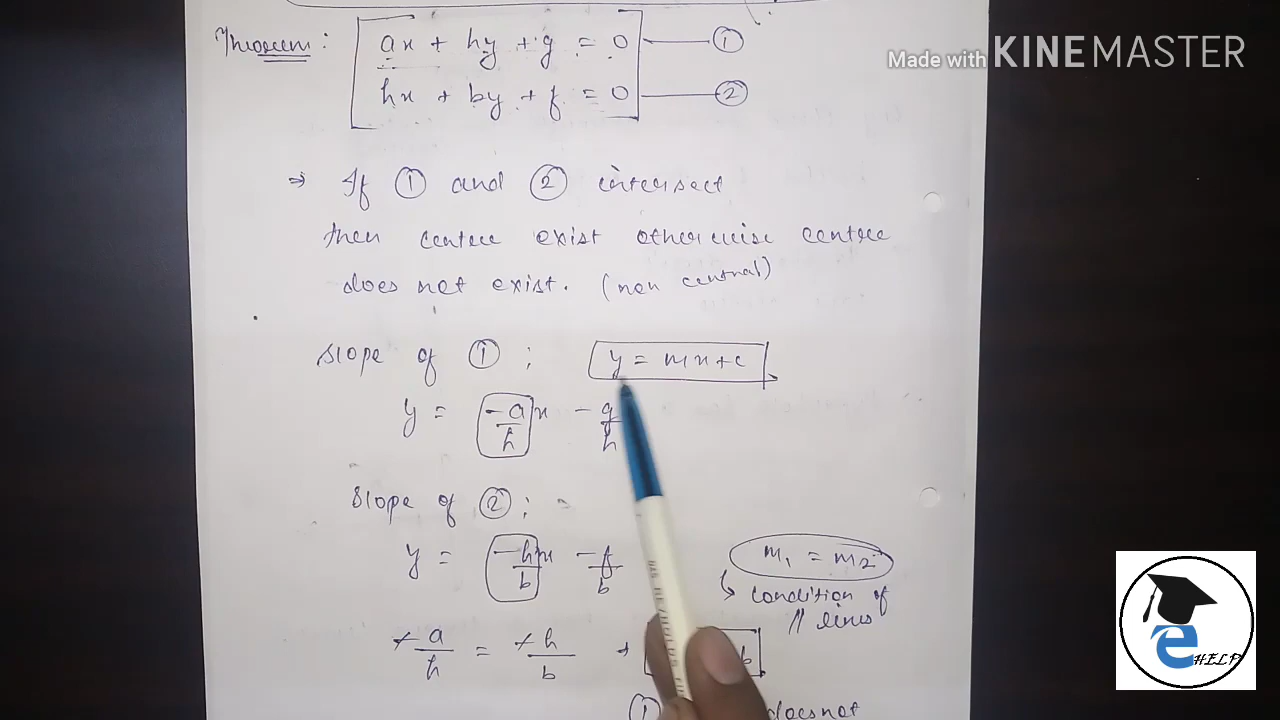 Theorem: ax + hy + g = 0 — ①
hx + by + f = 0 — ②
Made with KINEMASTER
⇒ If ① and ② intersect
then centre exist otherwise centre
does not exist. (non central)
Slope of ① ; y = mx+c
y = -a/h x - g/h
Slope of ② ;
y = -h/b x - f/b
m₁ = m₂
↳ condition of
// lines
-a/h = -h/b
b
① does not
e HELP